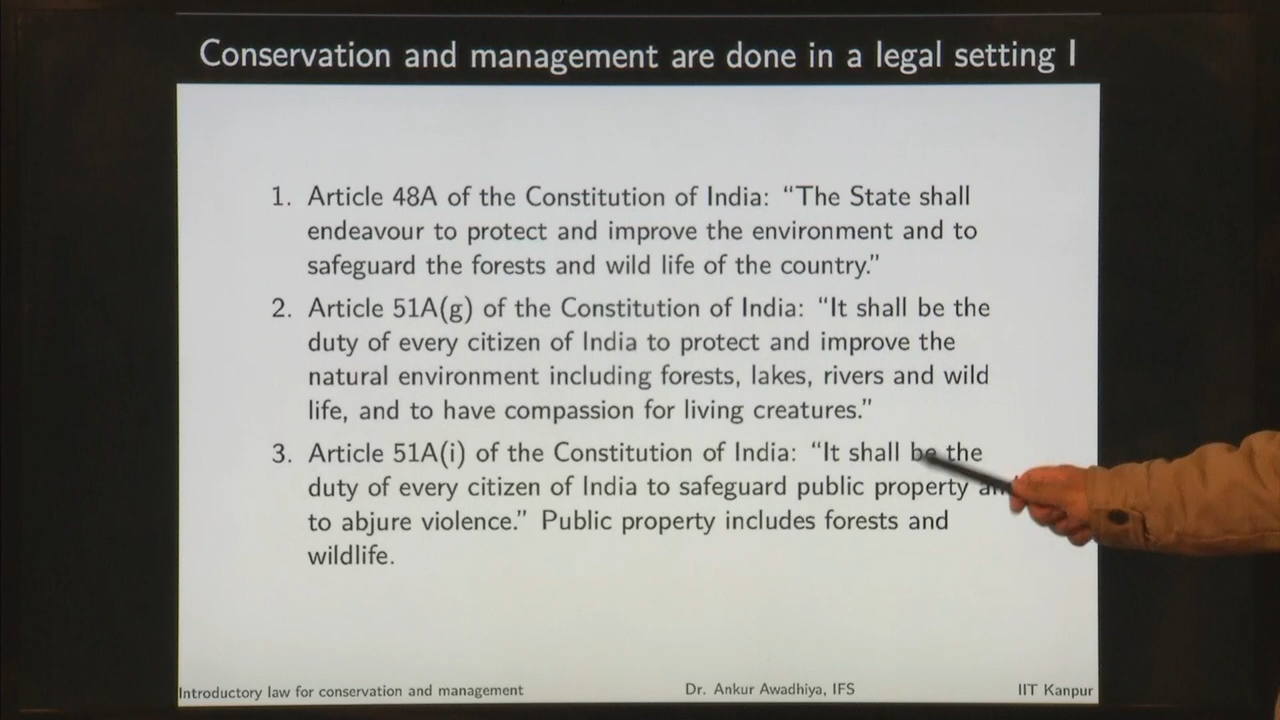 Conservation and management are done in a legal setting I
1. Article 48A of the Constitution of India: “The State shall
endeavour to protect and improve the environment and to
safeguard the forests and wild life of the country.”
2. Article 51A(g) of the Constitution of India: “It shall be the
duty of every citizen of India to protect and improve the
natural environment including forests, lakes, rivers and wild
life, and to have compassion for living creatures.”
3. Article 51A(i) of the Constitution of India: “It shall be the
duty of every citizen of India to safeguard public property and
to abjure violence.” Public property includes forests and
wildlife.
Introductory law for conservation and management
Dr. Ankur Awadhiya, IFS
IIT Kanpur